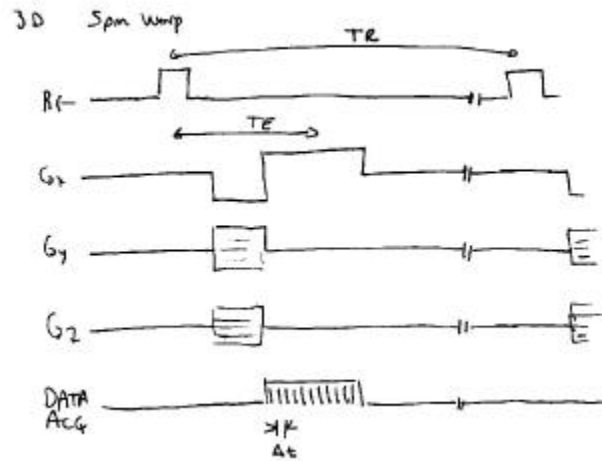 3D Spin Warp
TR
RF
TE
Gx
Gy
Gz
DATA
ACQ
Δt